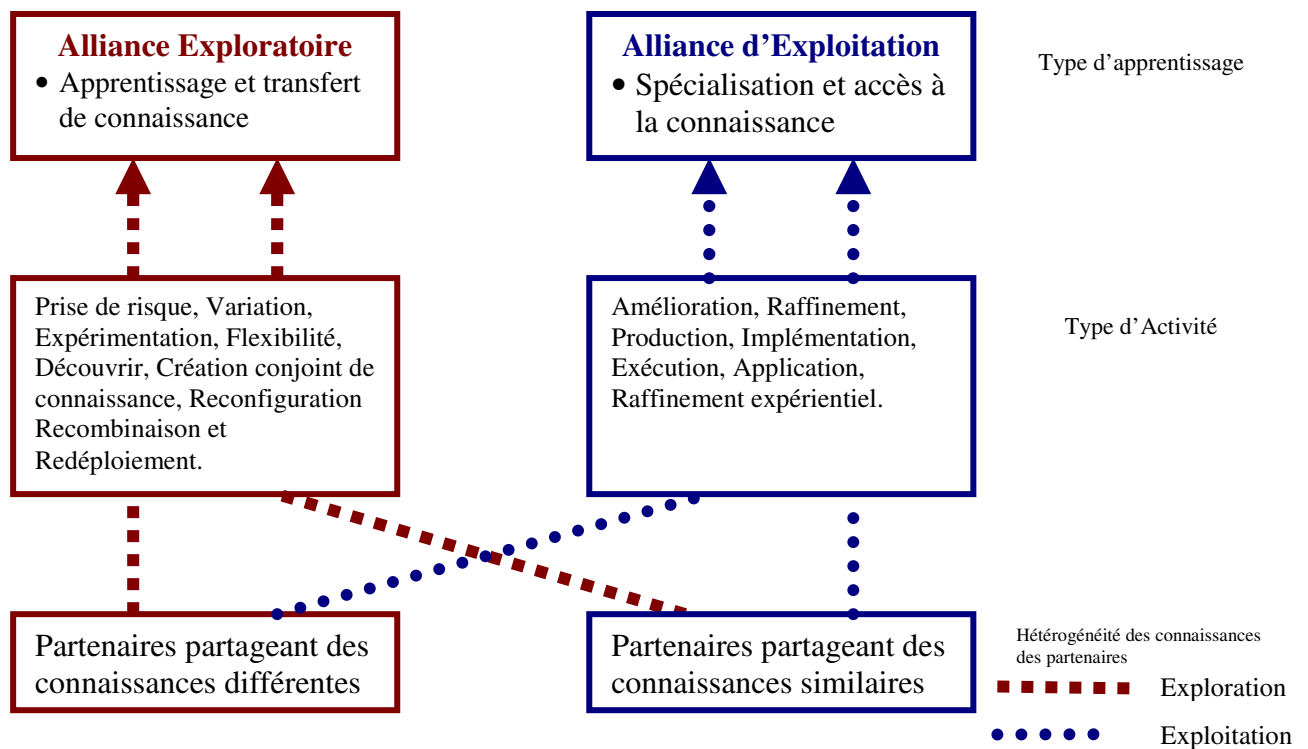 Alliance Exploratoire
• Apprentissage et transfert
de connaissance
Alliance d'Exploitation
• Spécialisation et accès à
la connaissance
Type d'apprentissage
Prise de risque, Variation,
Expérimentation, Flexibilité,
Découvrir, Création conjoint de
connaissance, Reconfiguration
Recombinaison et
Redéploiement.
Amélioration, Raffinement,
Production, Implémentation,
Exécution, Application,
Raffinement expérientiel.
Type d'Activité
Partenaires partageant des
connaissances différentes
Partenaires partageant des
connaissances similaires
Hétérogénéité des connaissances
des partenaires
Exploration
Exploitation